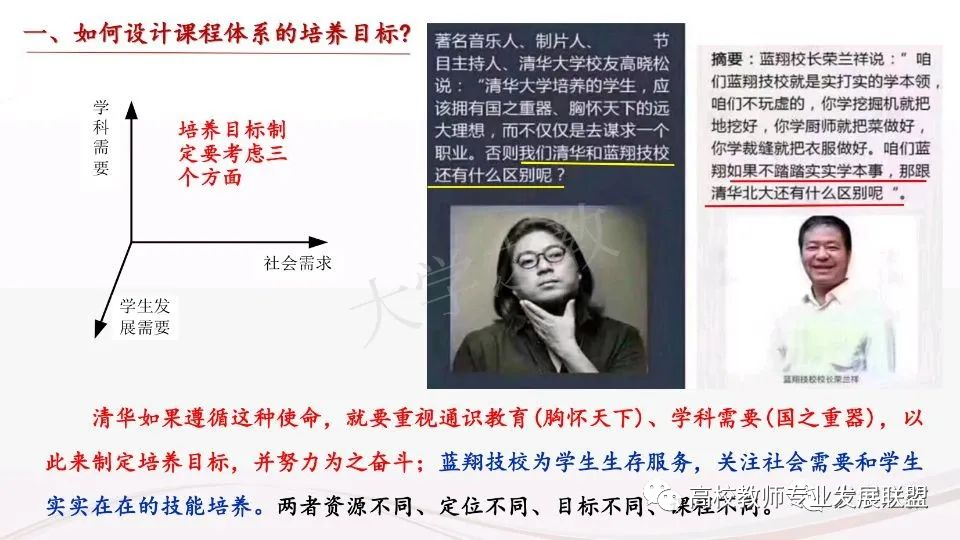 一、如何设计课程体系的培养目标?
学
科
需
要
培养目标制
定要考虑三
个方面
社会需求
学生发
展需要
著名音乐人、制片人、 节
目主持人、清华大学校友高晓松
说：“清华大学培养的学生，应
该拥有国之重器、胸怀天下的远
大理想，而不仅仅是去谋求一个
职业。否则我们清华和蓝翔技校
还有什么区别呢？
摘要：蓝翔校长荣兰祥说：”咱
们蓝翔技校就是实打实的学本领，
咱们不玩虚的，你学挖掘机就把
地挖好，你学厨师就把菜做好，
你学裁缝就把衣服做好。咱们蓝
翔如果不踏踏实实学本事，那跟
清华北大还有什么区别呢“。
蓝翔技校校长荣兰祥
清华如果遵循这种使命，就要重视通识教育(胸怀天下)、学科需要(国之重器)，以
此来制定培养目标，并努力为之奋斗；蓝翔技校为学生生存服务，关注社会需要和学生
实实在在的技能培养。两者资源不同、定位不同、目标不同、课程不同。
高校教师专业发展联盟